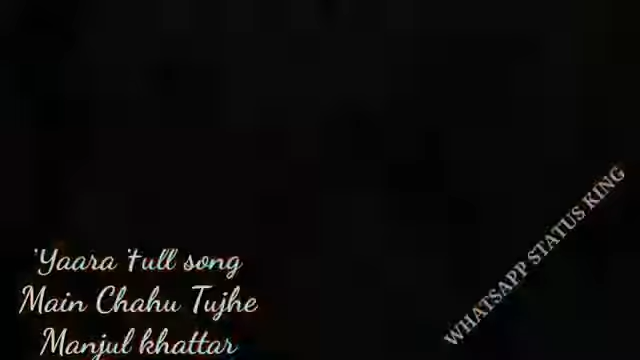 Yaara Full song
Main Chahu Tujhe
Manjul khattar
WHATSAPP STATUS KING